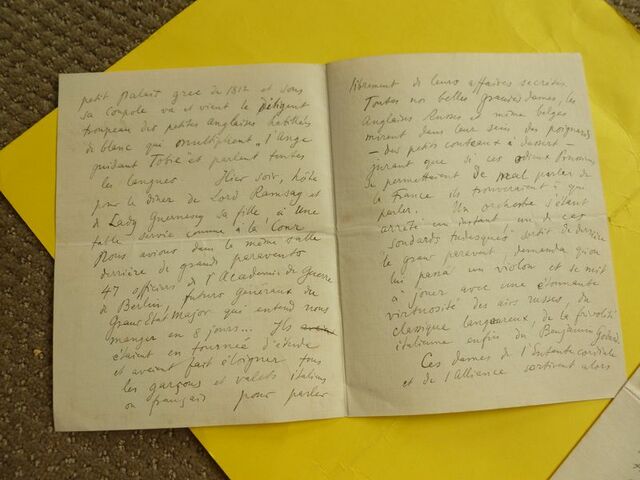 petit Palais grec de 1812 et sous
sa Coupole va et vient le
troupeau des petites Anglaises habillées
de blanc qui multiplient "l'Ange
guidant Tobie" et parlent toutes
les langues Hier soir, hôte
pour le dîner de Lord Ramsay et
de Lady Guernesey sa fille à une
table servie comme à la Cour
Nous avions dans la même salle
derrière de grands paravents
47 officiers de l'Academie de Guerre
de Berlin, futurs généraux du
Grand Etat Major qui entend nous
manger en 8 jours... Ils
étaient en tournée d'étude
et avaient fait éloigner tous
les garçons et valets italiens
ou français pour parler
librement de leurs affaires secrètes.
Toutes nos belles grandes dames, les
Anglaises Russes et même belges
mirent dans leur sein des poignards
- des petits couteaux à dessert -
jurant que si ces odieux
se permettaient de mal parler de
la France ils trouveraient à qui
parler. Un orchestre s'étant
arrêté un instant un de ces
soudards tudesques sortit de derrière
le grand paravent, demanda qu'on
lui passa un violon et se mit
à jouer avec une étonnante
virtuosité des airs russes, du
classique langoureux de la frivolité
italienne enfin du Benjamin Godard.
Ces dames de l'Entente cordiale
et de l'Alliance sortirent alors